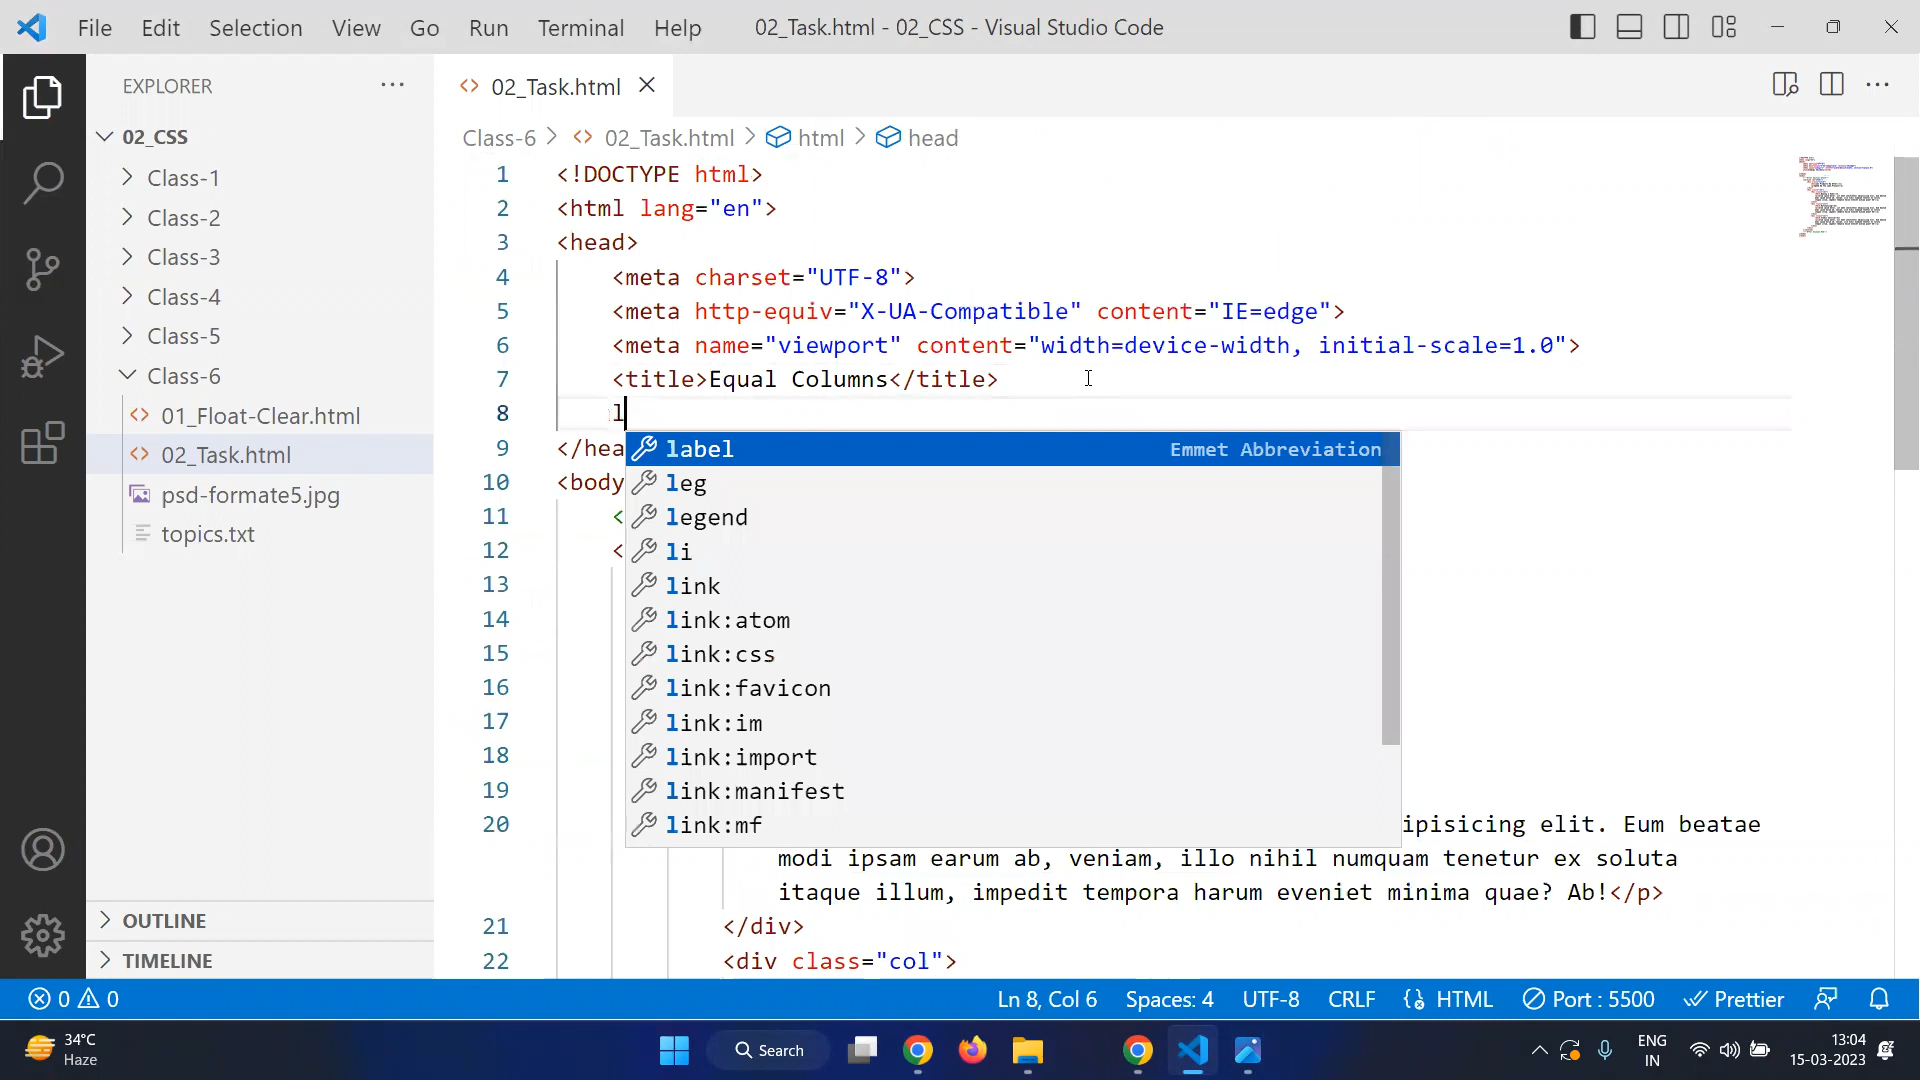 File Edit Selection View Go Run Terminal Help 02_Task.html - 02_CSS - Visual Studio Code
EXPLORER ···
02_CSS
Class-1
Class-2
Class-3
Class-4
Class-5
Class-6
01_Float-Clear.html
02_Task.html
psd-formate5.jpg
topics.txt
OUTLINE
TIMELINE
<> 02_Task.html
Class-6 > <> 02_Task.html > html > head
1 <!DOCTYPE html>
2 <html lang="en">
3 <head>
4 <meta charset="UTF-8">
5 <meta http-equiv="X-UA-Compatible" content="IE=edge">
6 <meta name="viewport" content="width=device-width, initial-scale=1.0">
7 <title>Equal Columns</title>
8 l
9 </hea
10 <body
11 <
12 <
13
14
15
16
17
18
19
20 ipisicing elit. Eum beatae
modi ipsam earum ab, veniam, illo nihil numquam tenetur ex soluta
itaque illum, impedit tempora harum eveniet minima quae? Ab!</p>
21 </div>
22 <div class="col">
label Emmet Abbreviation
leg
legend
li
link
link:atom
link:css
link:favicon
link:im
link:import
link:manifest
link:mf
0 0 Ln 8, Col 6 Spaces: 4 UTF-8 CRLF HTML Port : 5500 Prettier
34°C
Haze
Search
ENG
IN
13:04
15-03-2023